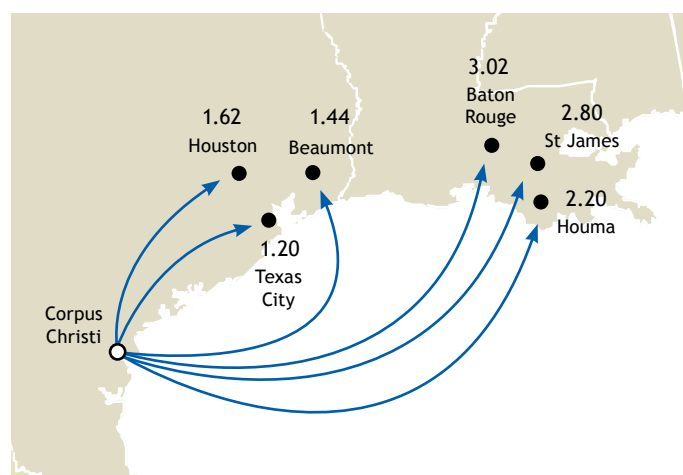 3.02
Baton
Rouge
2.80
St James
1.62
Houston
1.44
Beaumont
2.20
Houma
1.20
Texas
City
Corpus
Christi